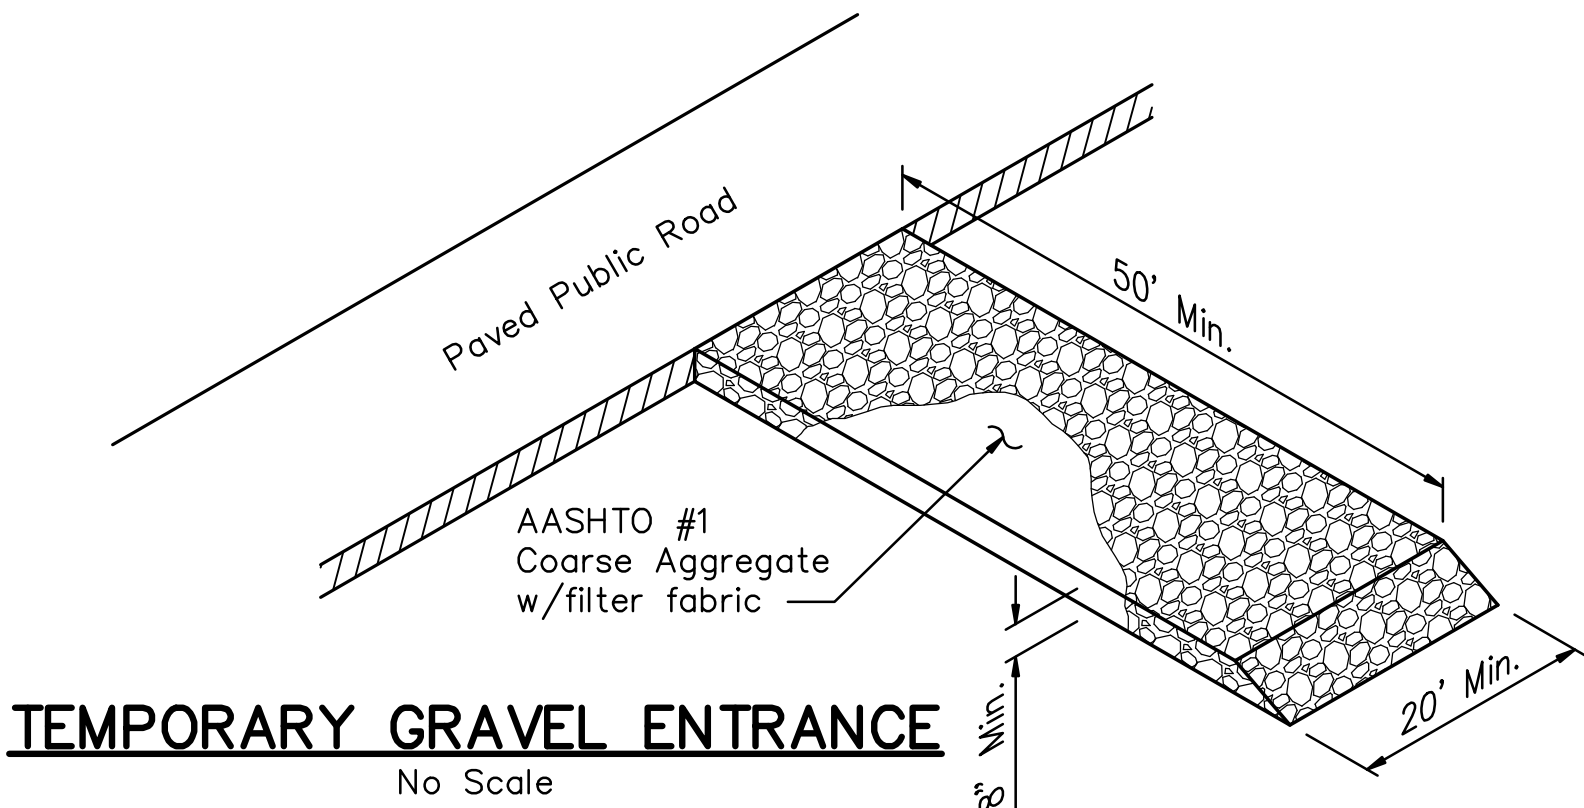 Paved Public Road
50' Min.
AASHTO #1
Coarse Aggregate
w/filter fabric
20' Min.
8" Min.
TEMPORARY GRAVEL ENTRANCE
No Scale